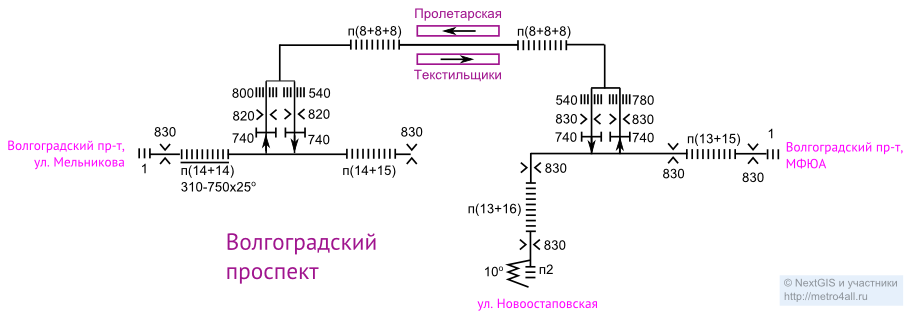 Пролетарская
п(8+8+8)
п(8+8+8)
Текстильщики
800
540
820
820
740
740
540
780
830
830
740
740
Волгоградский пр-т,
ул. Мельникова
830
1
п(14+14)
310-750x25°
830
п(14+15)
830
п(13+15)
830
1
Волгоградский пр-т,
МФЮА
830
п(13+16)
830
10°
п2
ул. Новоостаповская
Волгоградский
проспект
© NextGIS и участники
http://metro4all.ru